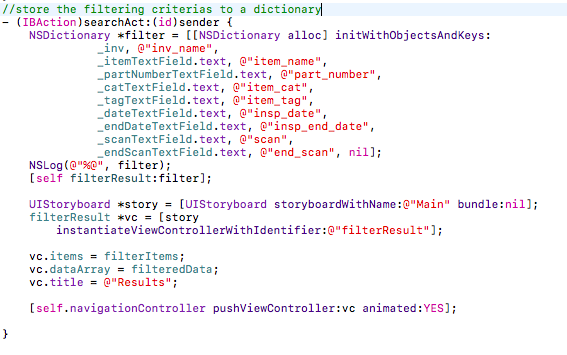 //store the filtering criterias to a dictionary
- (IBAction)searchAct:(id)sender {
    NSDictionary *filter = [[NSDictionary alloc] initWithObjectsAndKeys:
            _inv, @"inv_name",
            _itemTextField.text, @"item_name",
            _partNumberTextField.text, @"part_number",
            _catTextField.text, @"item_cat",
            _tagTextField.text, @"item_tag",
            _dateTextField.text, @"insp_date",
            _endDateTextField.text, @"insp_end_date",
            _scanTextField.text, @"scan",
            _endScanTextField.text, @"end_scan", nil];
    NSLog(@"%@", filter);
    [self filterResult:filter];

    UIStoryboard *story = [UIStoryboard storyboardWithName:@"Main" bundle:nil];
    filterResult *vc = [story
        instantiateViewControllerWithIdentifier:@"filterResult"];

    vc.items = filterItems;
    vc.dataArray = filteredData;
    vc.title = @"Results";

    [self.navigationController pushViewController:vc animated:YES];

}